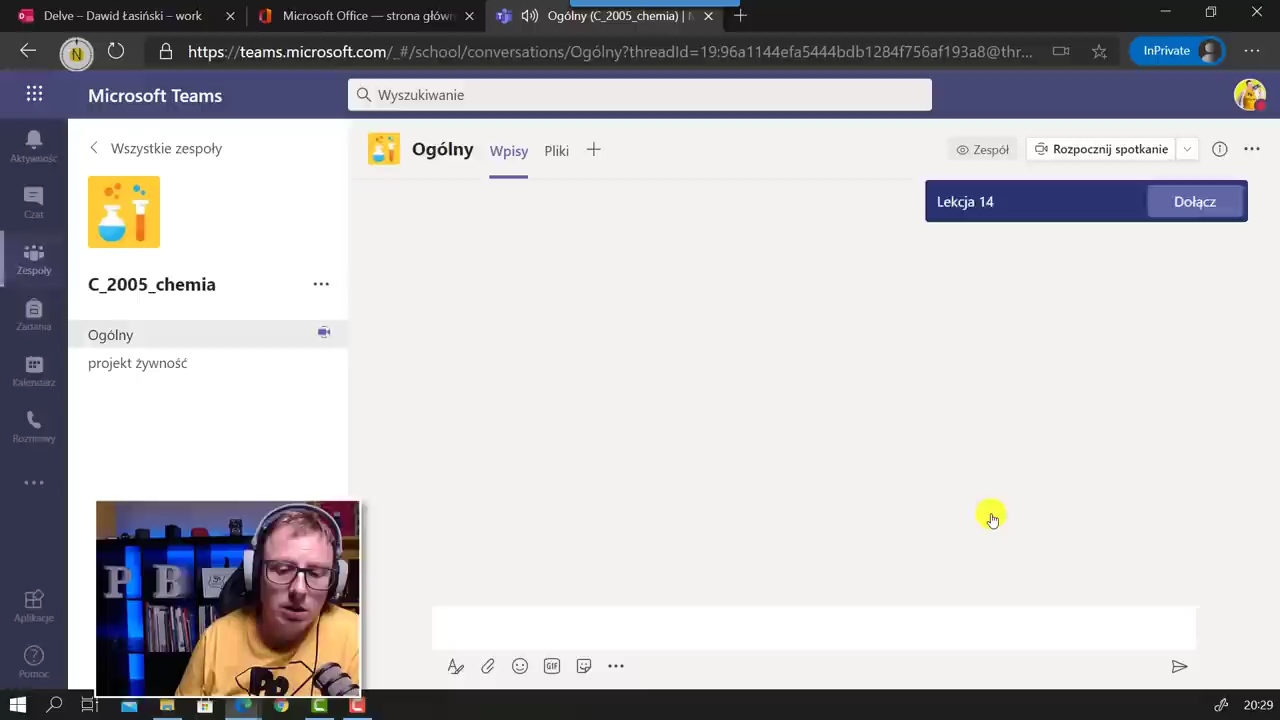 Delve — Dawid Łasiński – work
Microsoft Office — strona główn
Ogólny (C_2005_chemia) | M
https://teams.microsoft.com/_#/school/conversations/Ogólny?threadId=19:96a1144efa5444bdb1284f756af193a8@thr...
InPrivate
Microsoft Teams
Wyszukiwanie
Aktywność
Czat
Zespoły
Zadania
Kalendarz
Rozmowy
Aplikacje
Pomoc
Wszystkie zespoły
C_2005_chemia
Ogólny
projekt żywność
Ogólny
Wpisy
Pliki
Zespół
Rozpocznij spotkanie
Lekcja 14
Dołącz
GIF
P B
N
20:29